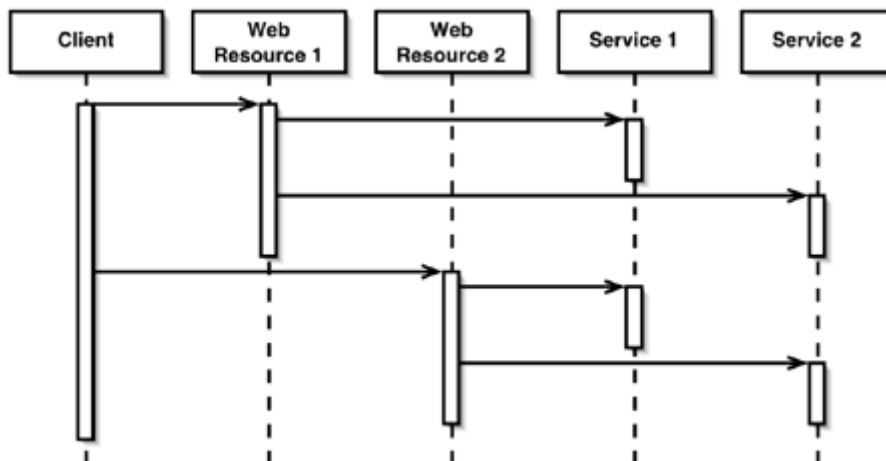 Client
Web
Resource 1
Web
Resource 2
Service 1
Service 2